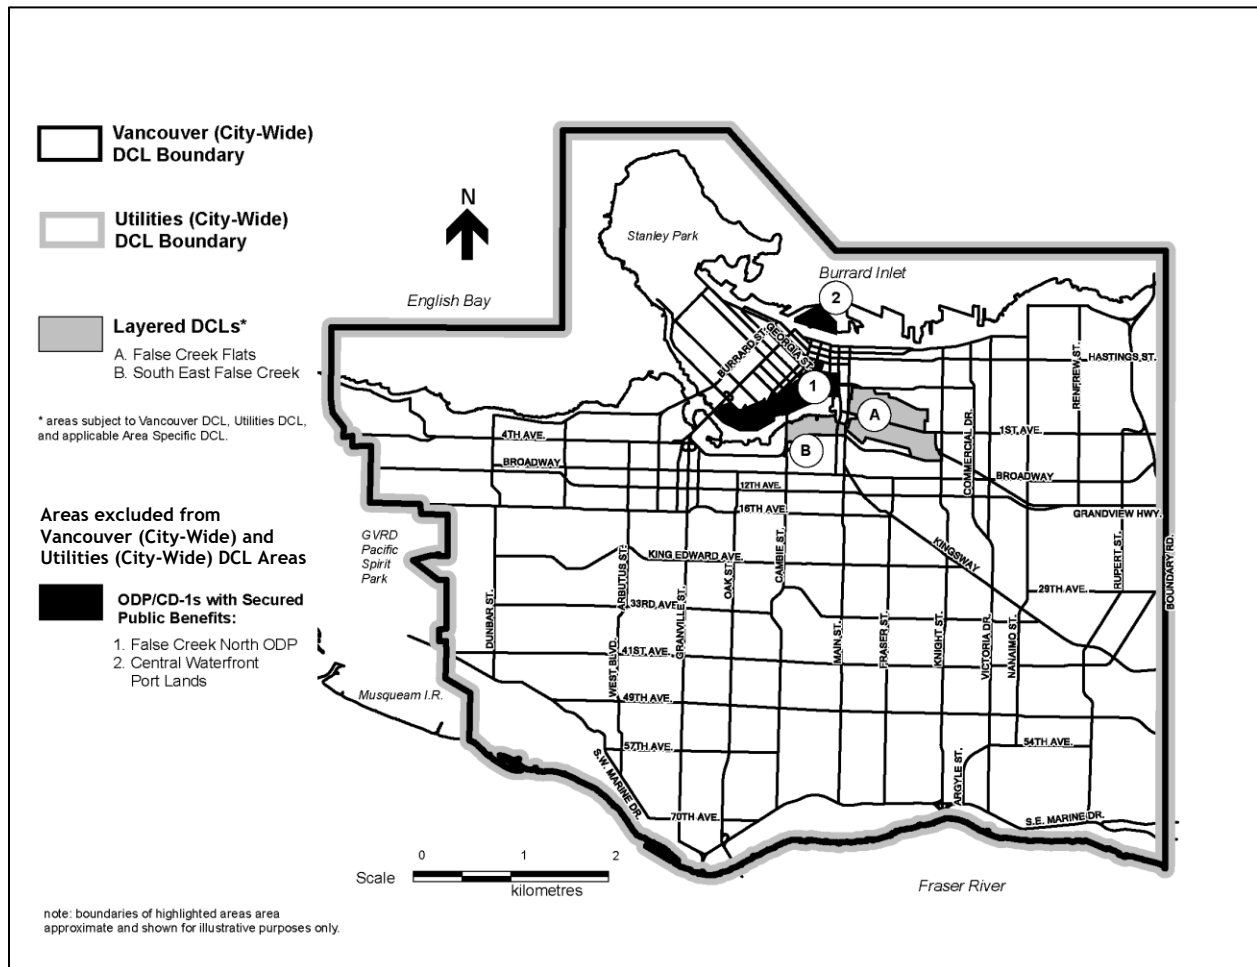 Vancouver (City-Wide)
DCL Boundary
Utilities (City-Wide)
DCL Boundary
Layered DCLs*
A. False Creek Flats
B. South East False Creek
* areas subject to Vancouver DCL, Utilities DCL,
and applicable Area Specific DCL.
Areas excluded from
Vancouver (City-Wide) and
Utilities (City-Wide) DCL Areas
ODP/CD-1s with Secured
Public Benefits:
1. False Creek North ODP
2. Central Waterfront
Port Lands
note: boundaries of highlighted areas area
approximate and shown for illustrative purposes only.
N
Stanley Park
English Bay
Burrard Inlet
2
1
A
B
BURRARD ST.
GEORGIA ST.
HASTINGS ST.
RENFREW ST.
COMMERCIAL DR.
1ST AVE.
4TH AVE.
BROADWAY
BROADWAY
12TH AVE.
16TH AVE.
GRANDVIEW HWY.
GVRD
Pacific
Spirit
Park
KING EDWARD AVE.
KINGSWAY
ARBUTUS ST.
OAK ST.
CAMBIE ST.
RUPERT ST.
BOUNDARY RD.
29TH AVE.
33RD AVE.
DUNBAR ST.
GRANVILLE ST.
MAIN ST.
FRASER ST.
KNIGHT ST.
VICTORIA DR.
NANAIMO ST.
41ST AVE.
WEST BLVD.
49TH AVE.
Musqueam I.R.
57TH AVE.
54TH AVE.
S.W. MARINE DR.
ARGYLE ST.
70TH AVE.
S.E. MARINE DR.
0 1 2
Scale
kilometres
Fraser River